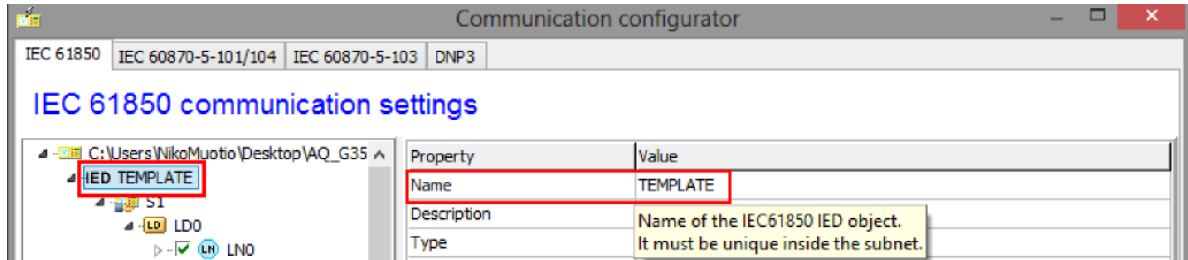 Communication configurator
IEC 61850 IEC 60870-5-101/104 IEC 60870-5-103 DNP3
IEC 61850 communication settings
C:\Users\NikoMuotio\Desktop\AQ_G35
IED TEMPLATE
S1
LD LD0
LN LN0
Property Value
Name TEMPLATE
Description
Type
Name of the IEC61850 IED object.
It must be unique inside the subnet.